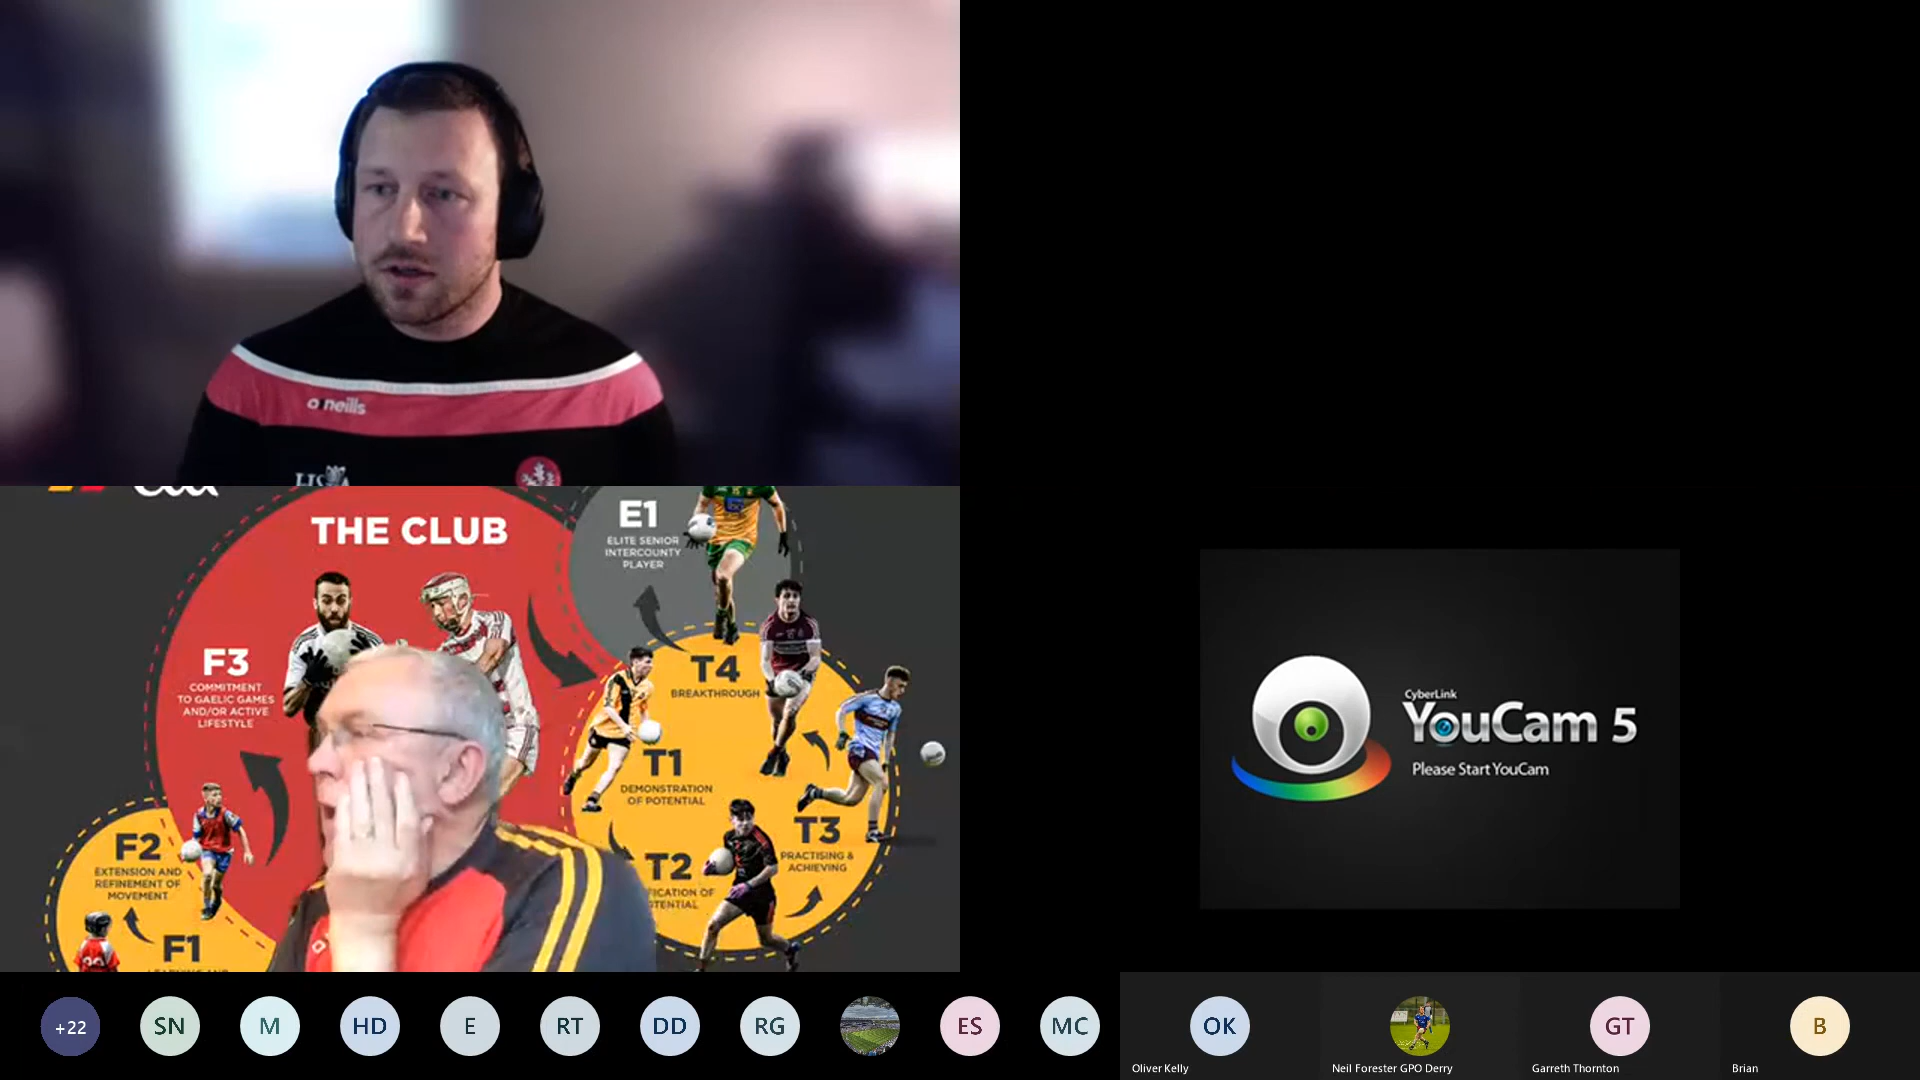 o'neills
THE CLUB
E1
ELITE SENIOR
INTERCOUNTY
PLAYER
F3
COMMITMENT
TO GAELIC GAMES
AND/OR ACTIVE
LIFESTYLE
T4
BREAKTHROUGH
T1
DEMONSTRATION
OF POTENTIAL
T3
PRACTISING &
ACHIEVING
T2
F2
EXTENSION AND
REFINEMENT OF
MOVEMENT
F1
CyberLink
YouCam 5
Please Start YouCam
+22
SN
M
HD
E
RT
DD
RG
ES
MC
OK
GT
B
Oliver Kelly
Neil Forester GPO Derry
Garreth Thornton
Brian